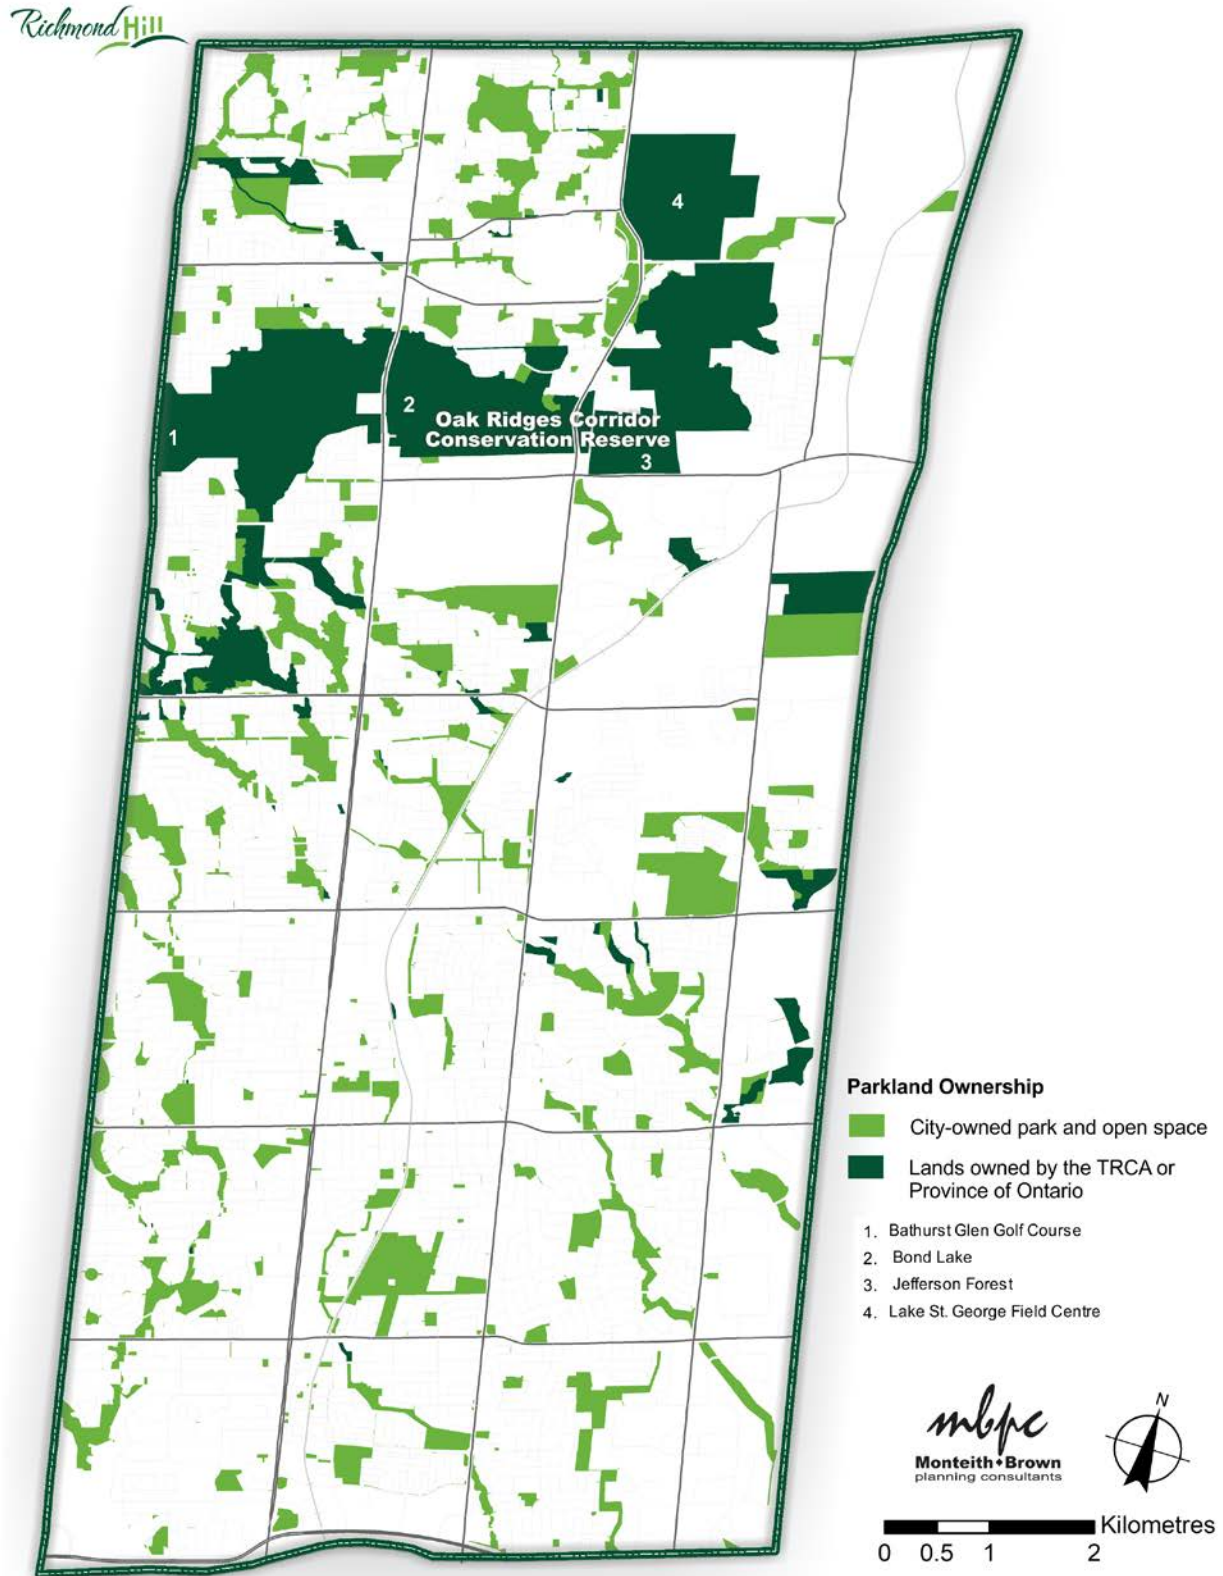 Richmond Hill
4
2
Oak Ridges Corridor
Conservation Reserve
1
3
Parkland Ownership
City-owned park and open space
Lands owned by the TRCA or
Province of Ontario
1. Bathurst Glen Golf Course
2. Bond Lake
3. Jefferson Forest
4. Lake St. George Field Centre
mbpc
Monteith♦Brown
planning consultants
N
Kilometres
0 0.5 1 2